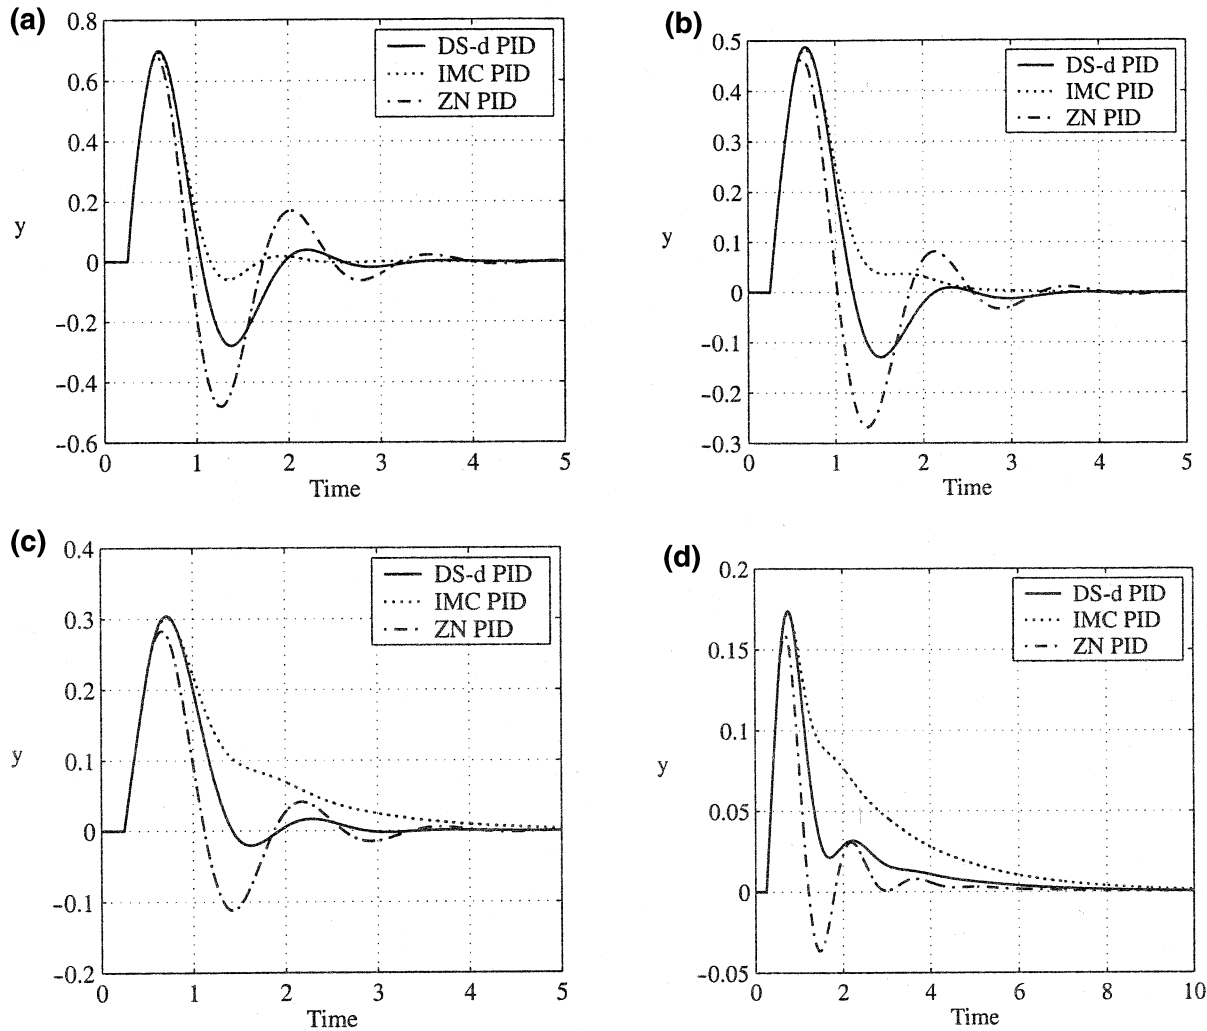 (a)
0.8
0.6
0.4
0.2
0
-0.2
-0.4
-0.6
y
DS-d PID
IMC PID
ZN PID
0 1 2 3 4 5
Time
(b)
0.5
0.4
0.3
0.2
0.1
0
-0.1
-0.2
-0.3
y
DS-d PID
IMC PID
ZN PID
0 1 2 3 4 5
Time
(c)
0.4
0.3
0.2
0.1
0
-0.1
-0.2
y
DS-d PID
IMC PID
ZN PID
0 1 2 3 4 5
Time
(d)
0.2
0.15
0.1
0.05
0
-0.05
y
DS-d PID
IMC PID
ZN PID
0 2 4 6 8 10
Time